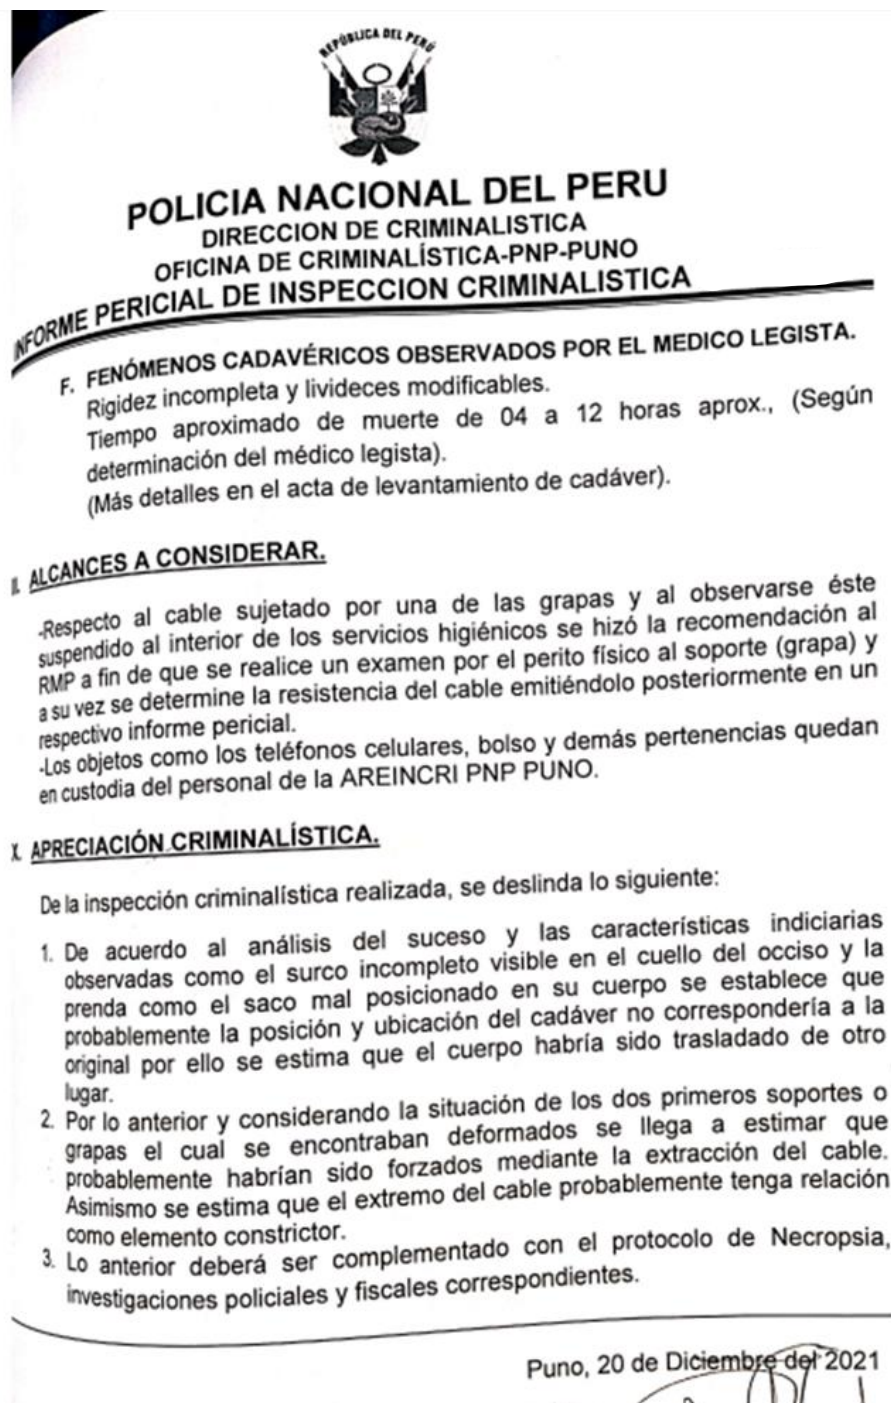 REPÚBLICA DEL PERÚ
POLICIA NACIONAL DEL PERU
DIRECCION DE CRIMINALISTICA
OFICINA DE CRIMINALÍSTICA-PNP-PUNO
INFORME PERICIAL DE INSPECCION CRIMINALISTICA
F. FENÓMENOS CADAVÉRICOS OBSERVADOS POR EL MEDICO LEGISTA.
Rigidez incompleta y livideces modificables.
Tiempo aproximado de muerte de 04 a 12 horas aprox., (Según
determinación del médico legista).
(Más detalles en el acta de levantamiento de cadáver).
ALCANCES A CONSIDERAR.
-Respecto al cable sujetado por una de las grapas y al observarse éste
suspendido al interior de los servicios higiénicos se hizó la recomendación al
RMP a fin de que se realice un examen por el perito físico al soporte (grapa) y
a su vez se determine la resistencia del cable emitiéndolo posteriormente en un
respectivo informe pericial.
-Los objetos como los teléfonos celulares, bolso y demás pertenencias quedan
en custodia del personal de la AREINCRI PNP PUNO.
X. APRECIACIÓN CRIMINALÍSTICA.
De la inspección criminalística realizada, se deslinda lo siguiente:
1. De acuerdo al análisis del suceso y las características indiciarias
observadas como el surco incompleto visible en el cuello del occiso y la
prenda como el saco mal posicionado en su cuerpo se establece que
probablemente la posición y ubicación del cadáver no correspondería a la
original por ello se estima que el cuerpo habría sido trasladado de otro
lugar.
2. Por lo anterior y considerando la situación de los dos primeros soportes o
grapas el cual se encontraban deformados se llega a estimar que
probablemente habrían sido forzados mediante la extracción del cable.
Asimismo se estima que el extremo del cable probablemente tenga relación
como elemento constrictor.
3. Lo anterior deberá ser complementado con el protocolo de Necropsia,
investigaciones policiales y fiscales correspondientes.
Puno, 20 de Diciembre del 2021